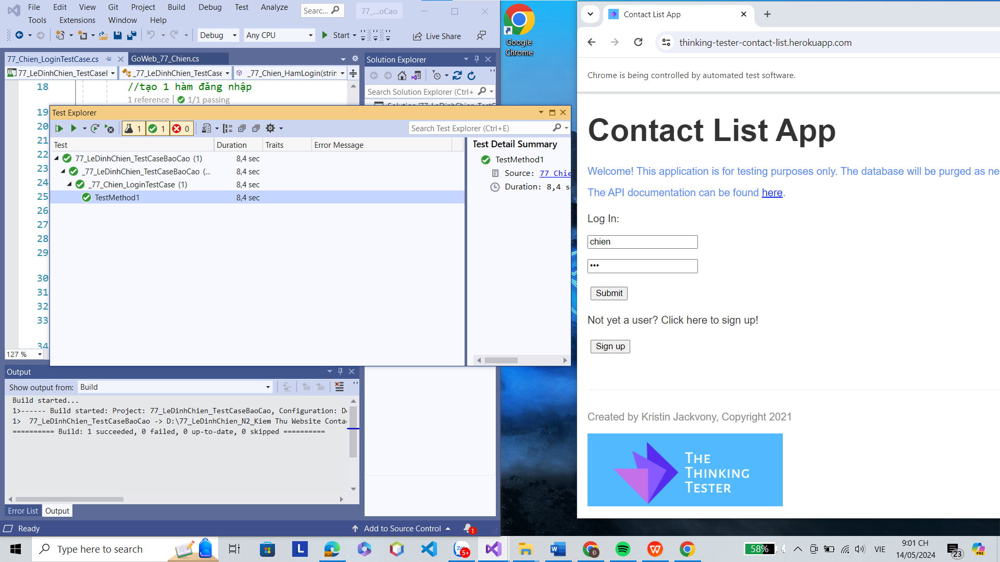 File Edit View Git Project Build Debug Test Analyze
Searc...
77_...oCao
Tools Extensions Window Help
Debug
Any CPU
Start
Live Share
77_Chien_LoginTestCase.cs
GoWeb_77_Chien.cs
77_LeDinhChien_TestCaseI
_77_LeDinhChien_TestCase
_77_Chien_HamLogin(strin
18 //tạo 1 hàm đăng nhập
1 reference | 1/1 passing
19
20
21
22
23
24
25
26
27
28
29
30
31
32
33
34
127 %
Solution Explorer
Search Solution Explorer (Ctrl+
Test Explorer
1 1 0
Search Test Explorer (Ctrl+E)
Test Duration Traits Error Message
77_LeDinhChien_TestCaseBaoCao (1) 8,4 sec
_77_LeDinhChien_TestCaseBaoCao (... 8,4 sec
_77_Chien_LoginTestCase (1) 8,4 sec
TestMethod1 8,4 sec
Test Detail Summary
TestMethod1
Source: 77 Chie
Duration: 8,4 s
Output
Show output from: Build
Build started...
1>------ Build started: Project: 77_LeDinhChien_TestCaseBaoCao, Configuration: De
1> 77_LeDinhChien_TestCaseBaoCao -> D:\77_LeDinhChien_N2_Kiem Thu Website Conta
========== Build: 1 succeeded, 0 failed, 0 up-to-date, 0 skipped ==========
Error List Output
Ready
Add to Source Control
1
Google
Chrome
Contact List App
thinking-tester-contact-list.herokuapp.com
Chrome is being controlled by automated test software.
Contact List App
Welcome! This application is for testing purposes only. The database will be purged as ne
The API documentation can be found here.
Log In:
chien
•••
Submit
Not yet a user? Click here to sign up!
Sign up
Created by Kristin Jackvony, Copyright 2021
THE
THINKING
TESTER
Type here to search
L
5+
58%
VIE
9:01 CH
14/05/2024
23
PRE